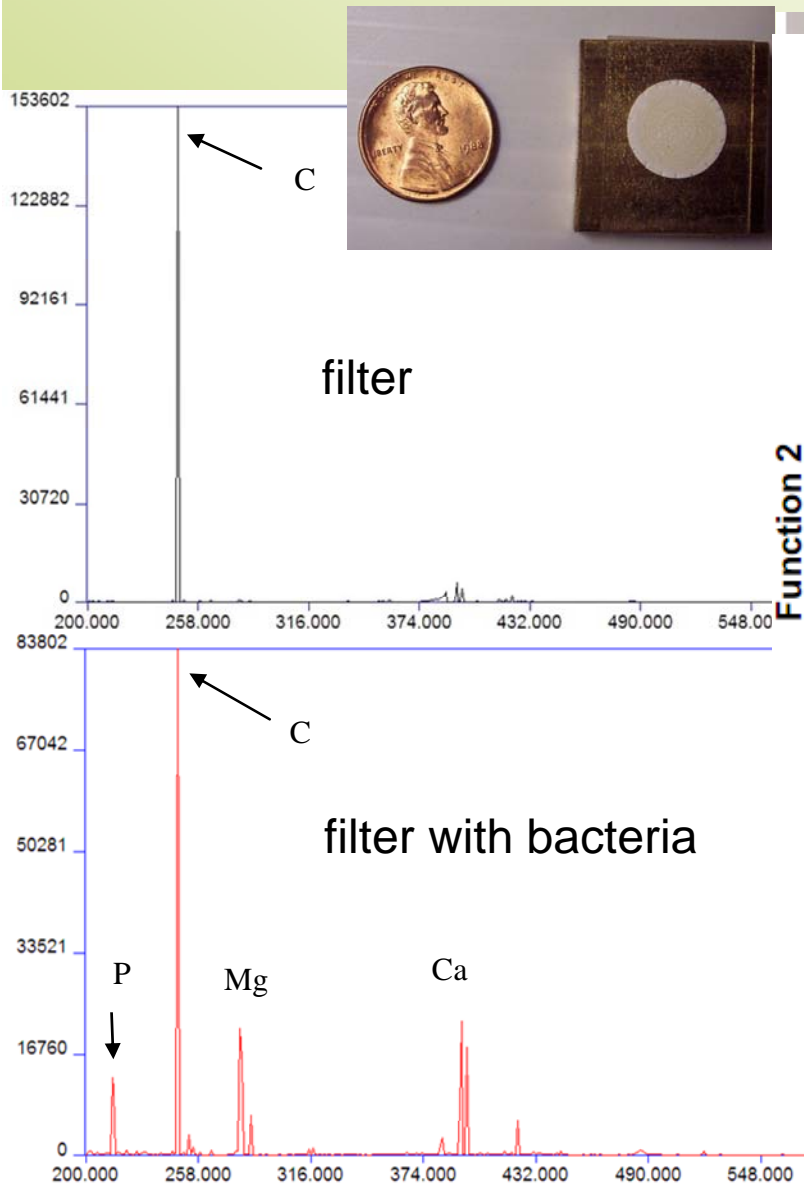 LIBERTY
153602
C
122882
92161
filter
61441
30720
0
200.000 258.000 316.000 374.000 432.000 490.000 548.00
Function 2
83802
C
67042
filter with bacteria
50281
33521
P
Mg
Ca
16760
0
200.000 258.000 316.000 374.000 432.000 490.000 548.000